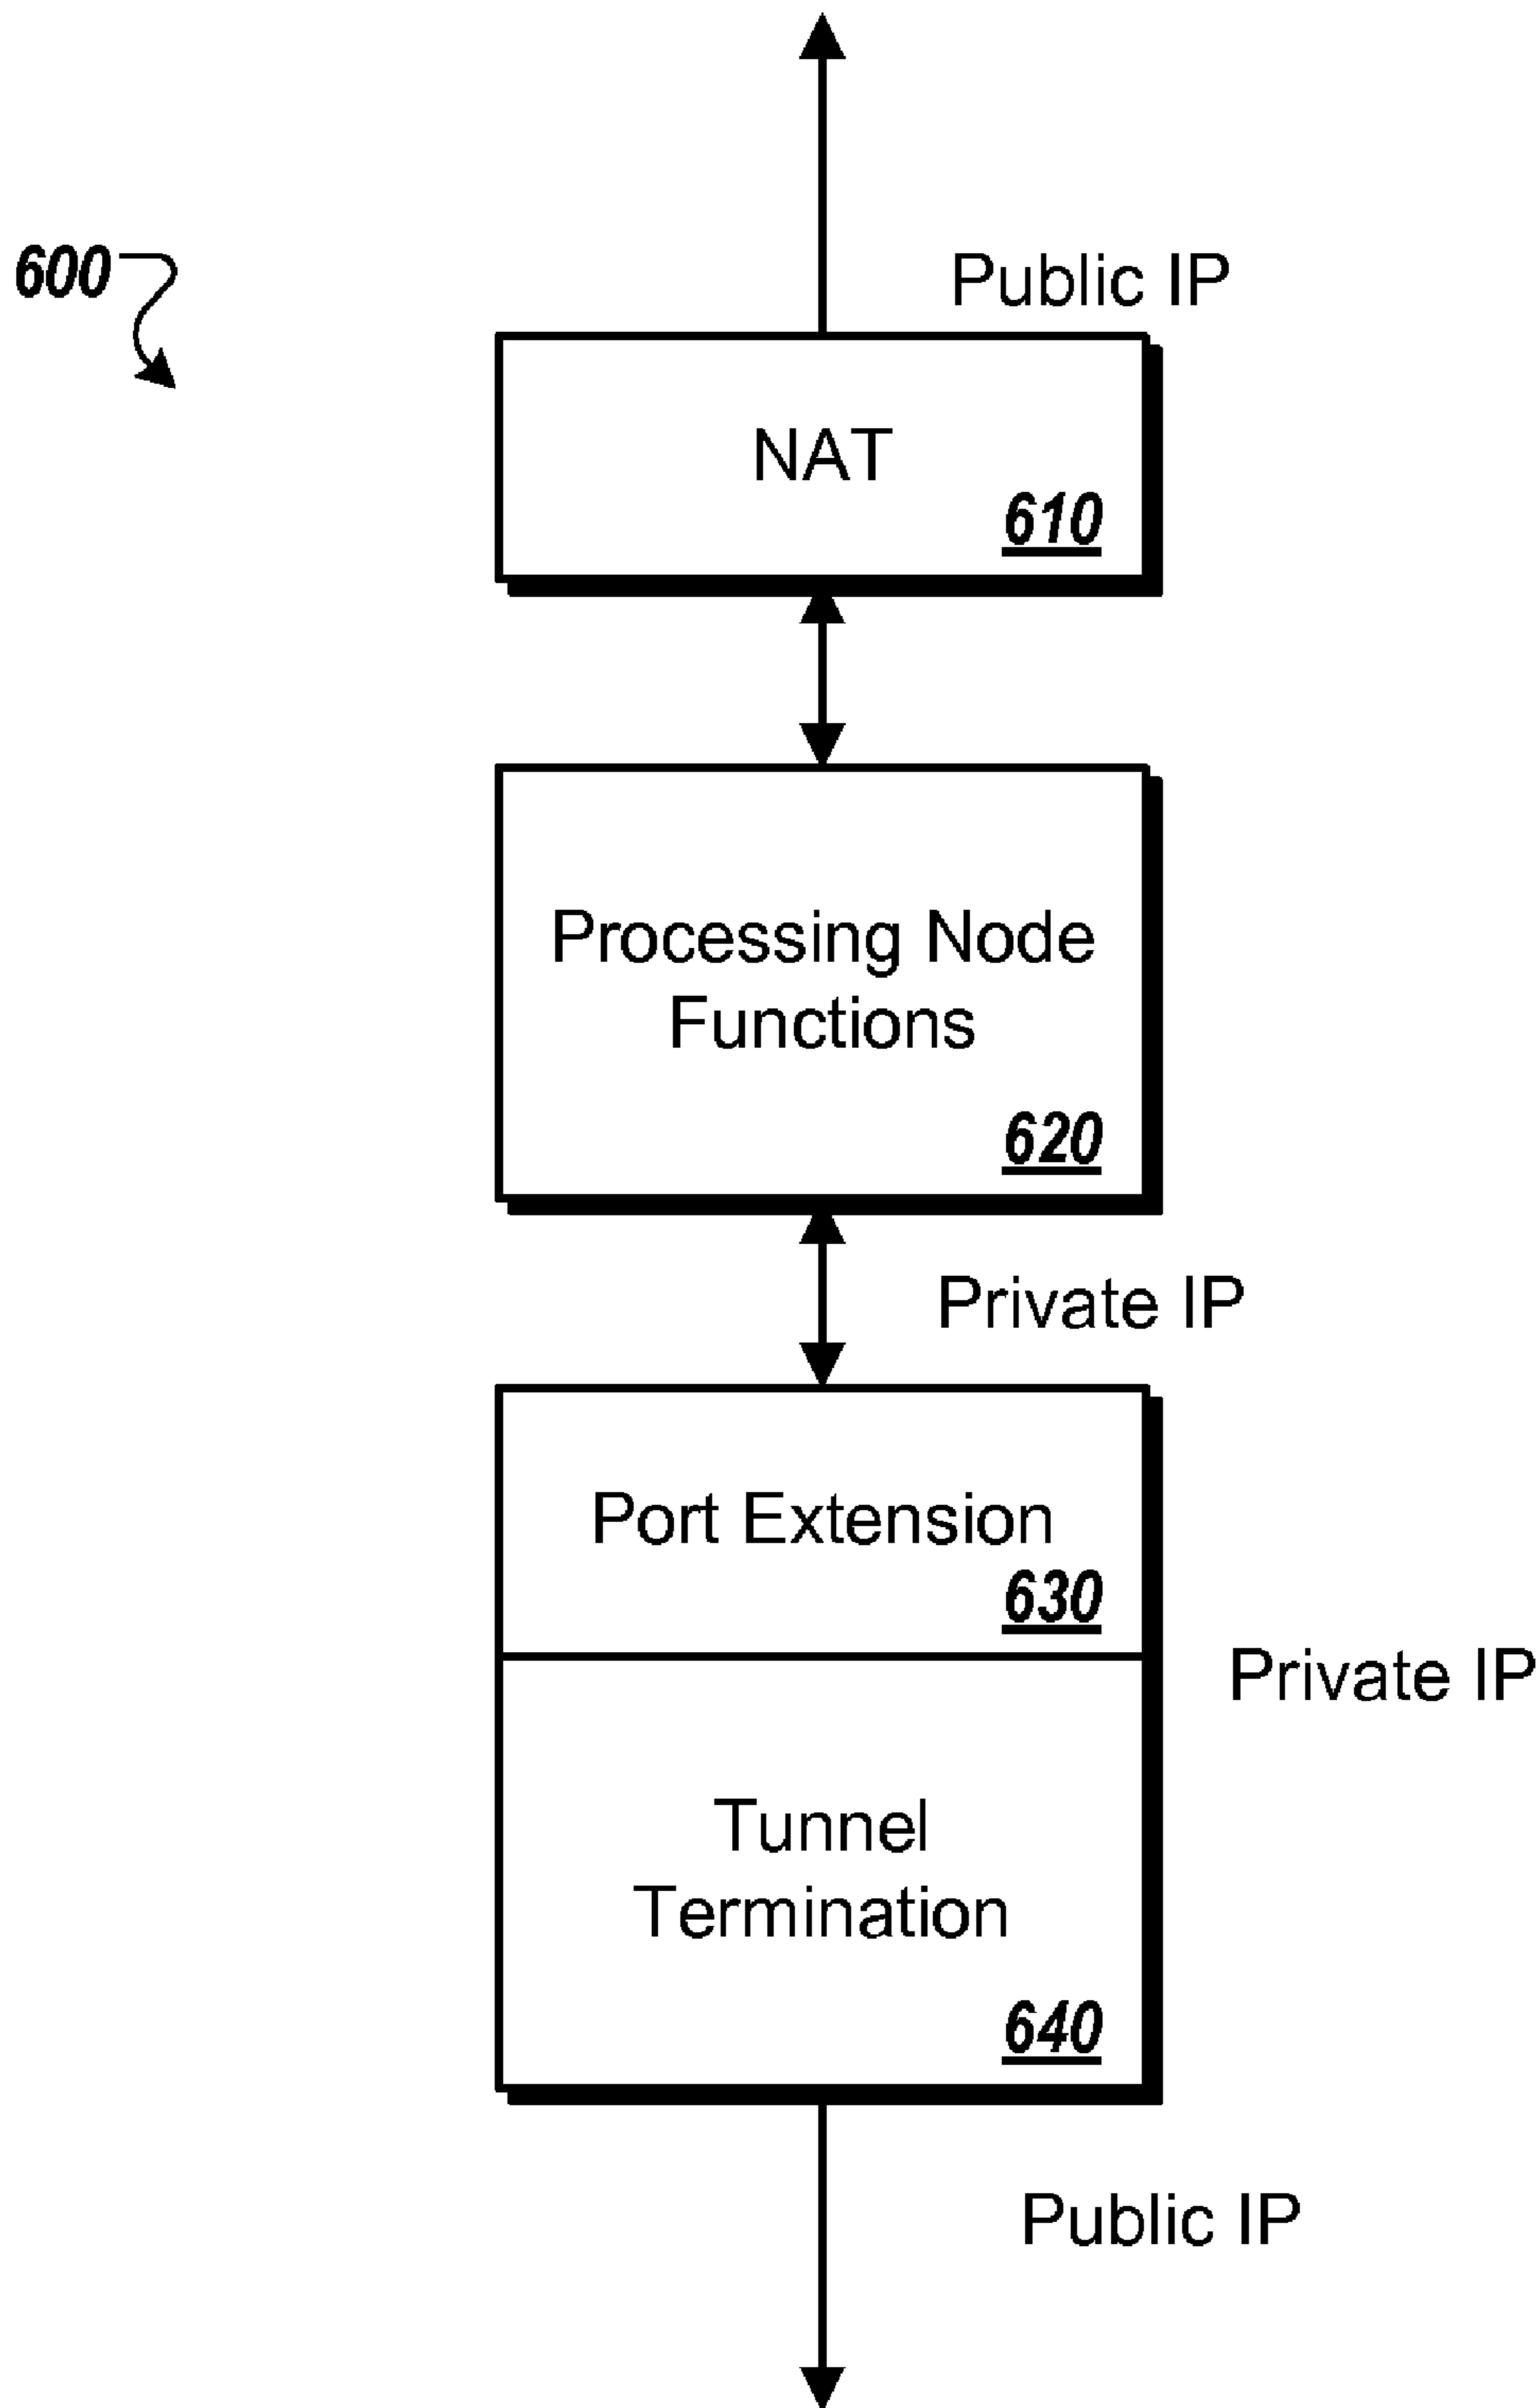 600
Public IP
NAT
610
Processing Node
Functions
620
Private IP
Port Extension
630
Private IP
Tunnel
Termination
640
Public IP